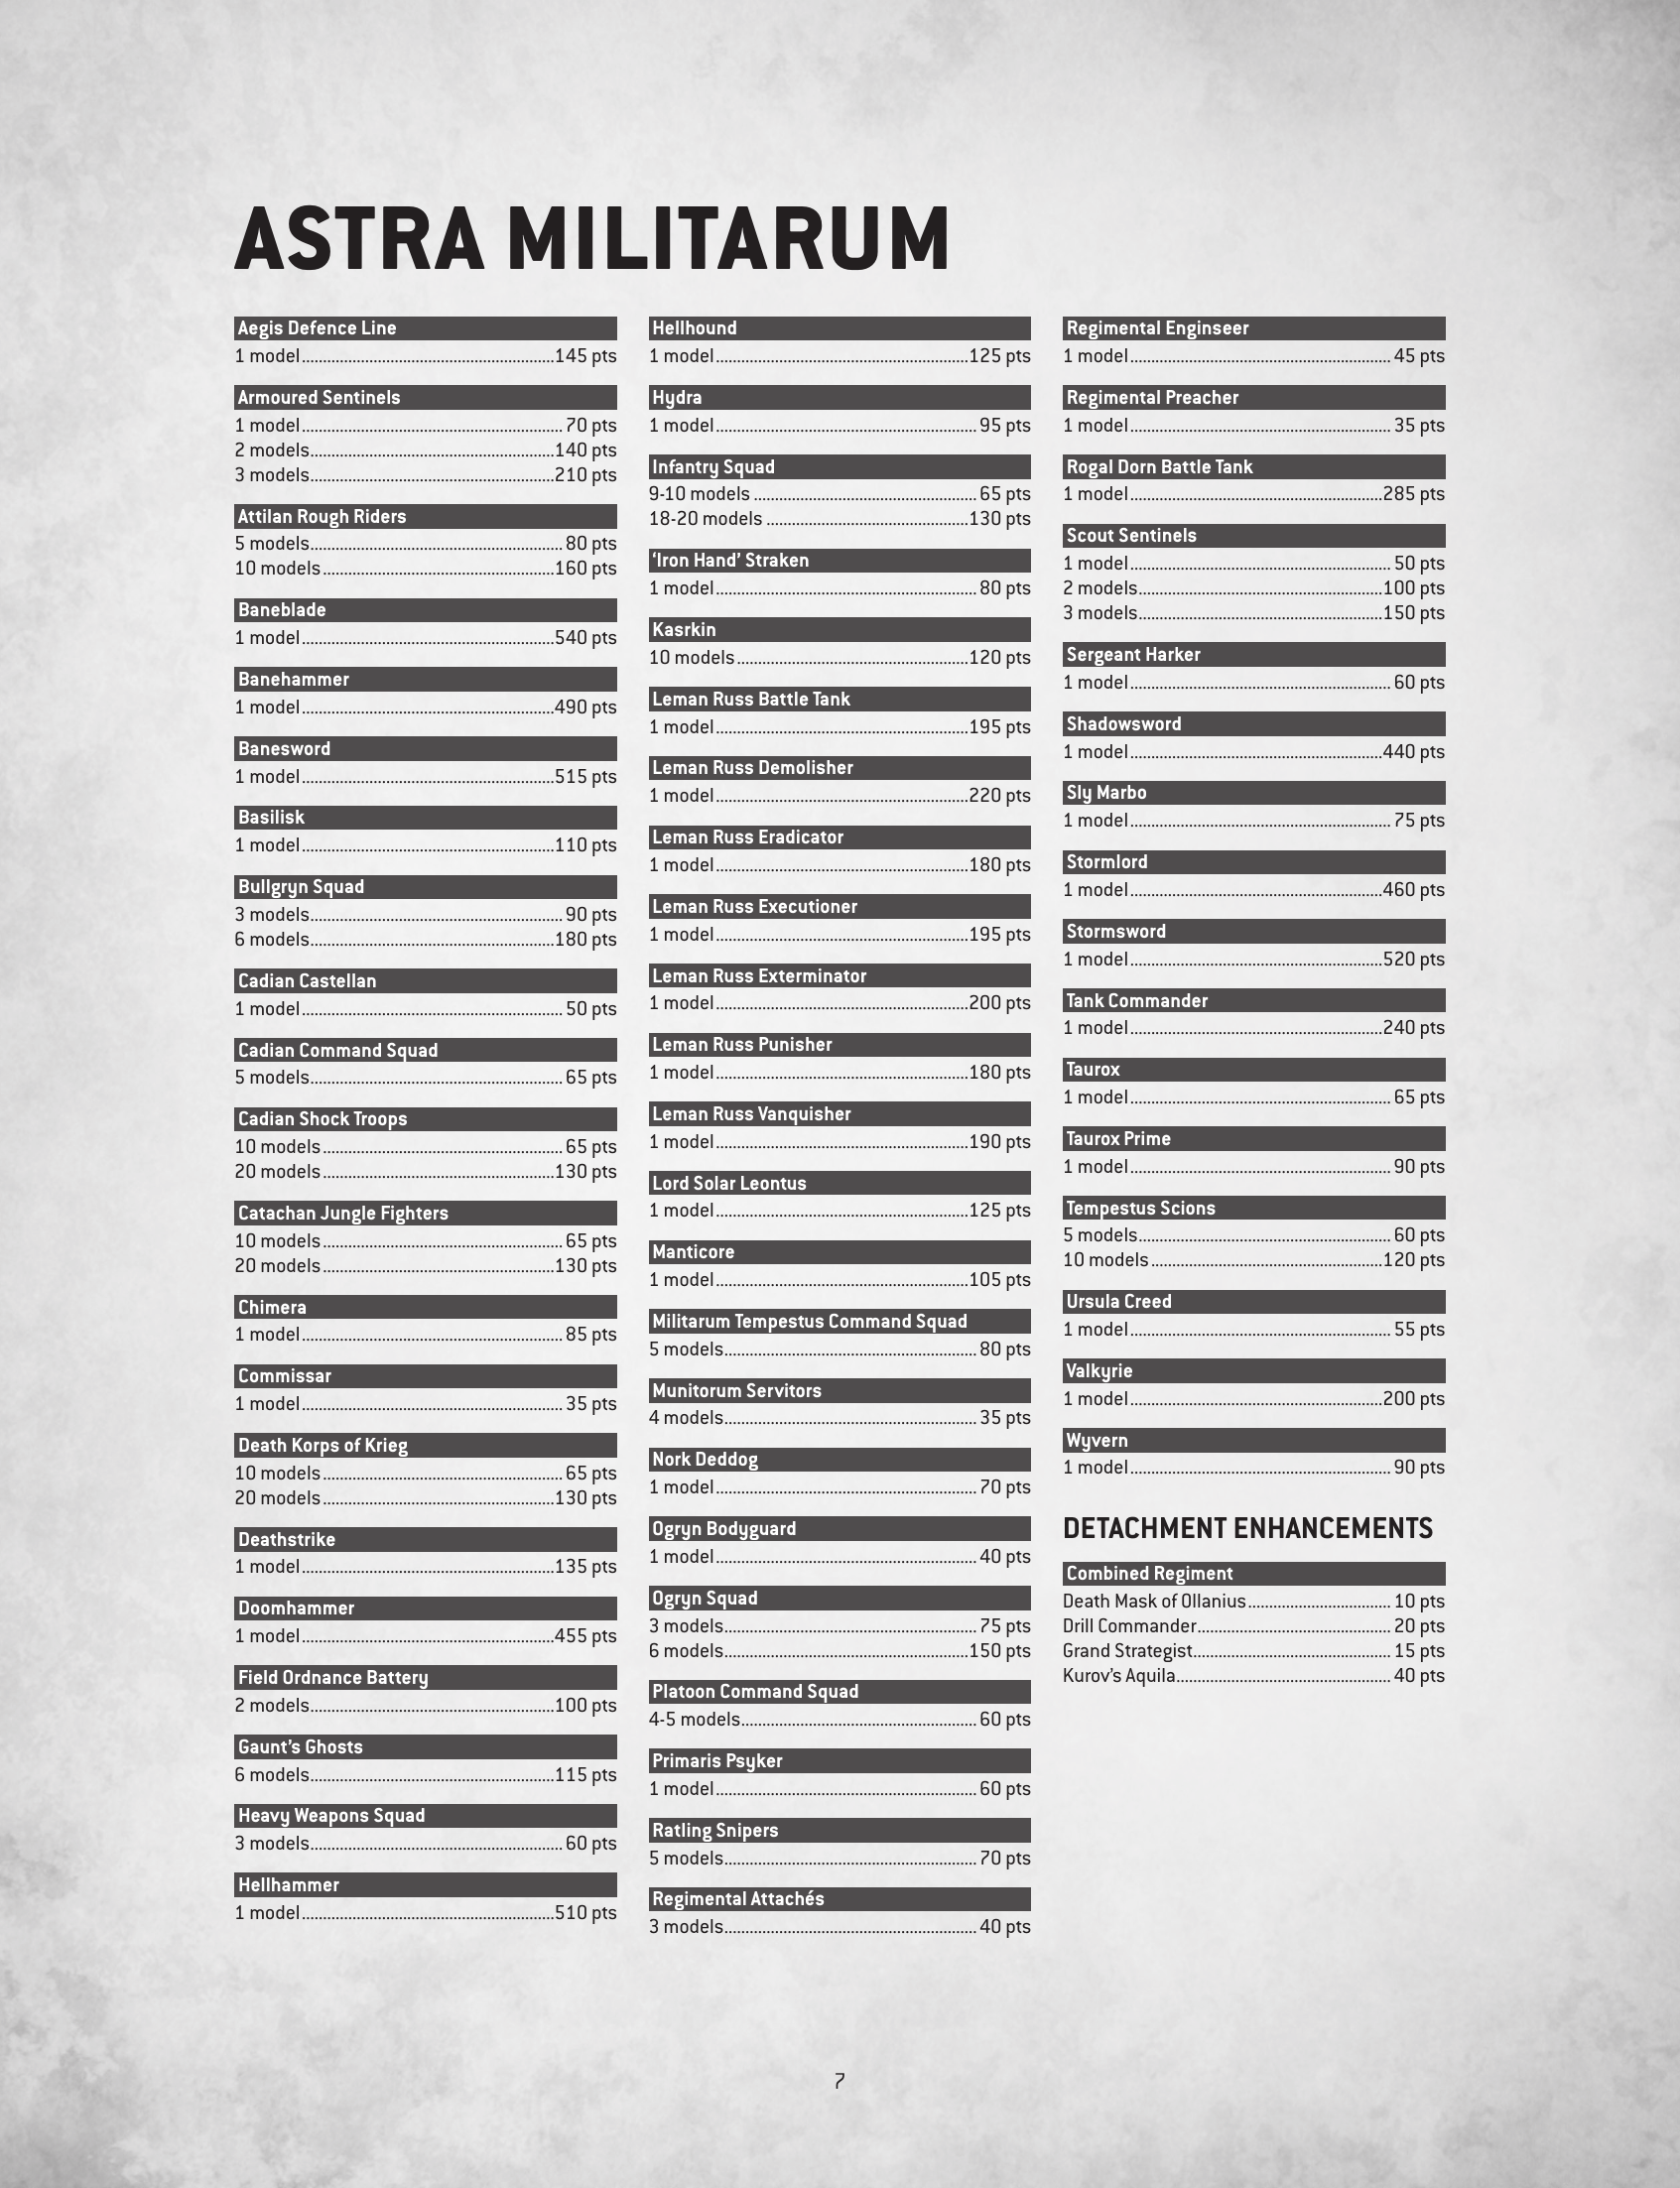 ASTRA MILITARUM
Aegis Defence Line
1 model 145 pts
Armoured Sentinels
1 model 70 pts
2 models 140 pts
3 models 210 pts
Attilan Rough Riders
5 models 80 pts
10 models 160 pts
Baneblade
1 model 540 pts
Banehammer
1 model 490 pts
Banesword
1 model 515 pts
Basilisk
1 model 110 pts
Bullgryn Squad
3 models 90 pts
6 models 180 pts
Cadian Castellan
1 model 50 pts
Cadian Command Squad
5 models 65 pts
Cadian Shock Troops
10 models 65 pts
20 models 130 pts
Catachan Jungle Fighters
10 models 65 pts
20 models 130 pts
Chimera
1 model 85 pts
Commissar
1 model 35 pts
Death Korps of Krieg
10 models 65 pts
20 models 130 pts
Deathstrike
1 model 135 pts
Doomhammer
1 model 455 pts
Field Ordnance Battery
2 models 100 pts
Gaunt’s Ghosts
6 models 115 pts
Heavy Weapons Squad
3 models 60 pts
Hellhammer
1 model 510 pts
Hellhound
1 model 125 pts
Hydra
1 model 95 pts
Infantry Squad
9-10 models 65 pts
18-20 models 130 pts
‘Iron Hand’ Straken
1 model 80 pts
Kasrkin
10 models 120 pts
Leman Russ Battle Tank
1 model 195 pts
Leman Russ Demolisher
1 model 220 pts
Leman Russ Eradicator
1 model 180 pts
Leman Russ Executioner
1 model 195 pts
Leman Russ Exterminator
1 model 200 pts
Leman Russ Punisher
1 model 180 pts
Leman Russ Vanquisher
1 model 190 pts
Lord Solar Leontus
1 model 125 pts
Manticore
1 model 105 pts
Militarum Tempestus Command Squad
5 models 80 pts
Munitorum Servitors
4 models 35 pts
Nork Deddog
1 model 70 pts
Ogryn Bodyguard
1 model 40 pts
Ogryn Squad
3 models 75 pts
6 models 150 pts
Platoon Command Squad
4-5 models 60 pts
Primaris Psyker
1 model 60 pts
Ratling Snipers
5 models 70 pts
Regimental Attachés
3 models 40 pts
Regimental Enginseer
1 model 45 pts
Regimental Preacher
1 model 35 pts
Rogal Dorn Battle Tank
1 model 285 pts
Scout Sentinels
1 model 50 pts
2 models 100 pts
3 models 150 pts
Sergeant Harker
1 model 60 pts
Shadowsword
1 model 440 pts
Sly Marbo
1 model 75 pts
Stormlord
1 model 460 pts
Stormsword
1 model 520 pts
Tank Commander
1 model 240 pts
Taurox
1 model 65 pts
Taurox Prime
1 model 90 pts
Tempestus Scions
5 models 60 pts
10 models 120 pts
Ursula Creed
1 model 55 pts
Valkyrie
1 model 200 pts
Wyvern
1 model 90 pts
DETACHMENT ENHANCEMENTS
Combined Regiment
Death Mask of Ollanius 10 pts
Drill Commander 20 pts
Grand Strategist 15 pts
Kurov’s Aquila 40 pts
7